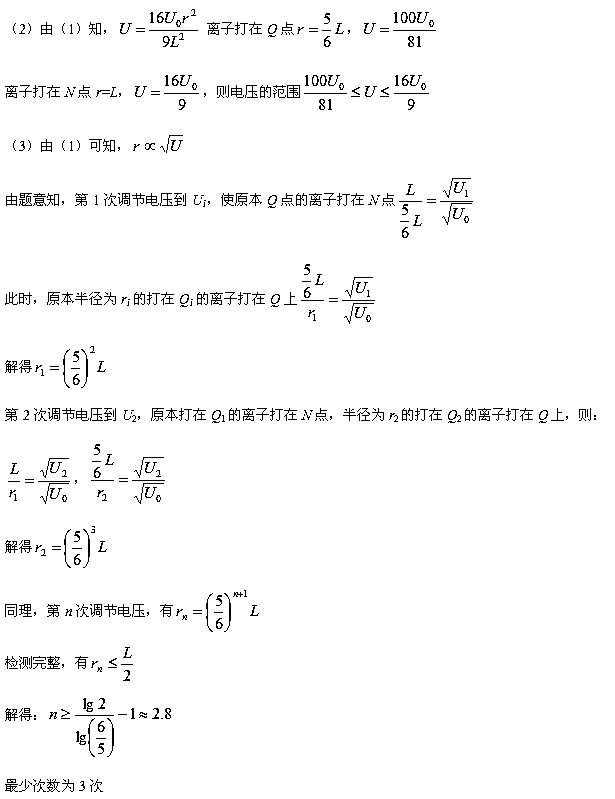 （2）由（1）知，$U=\frac{16U_0r^2}{9L^2}$ 离子打在 Q 点 $r=\frac{5}{6}L$，$U=\frac{100U_0}{81}$
离子打在 N 点 r=L，$U=\frac{16U_0}{9}$，则电压的范围$\frac{100U_0}{81}\leq U\leq\frac{16U_0}{9}$
（3）由（1）可知，$r\propto\sqrt{U}$
由题意知，第 1 次调节电压到 $U_1$，使原本 Q 点的离子打在 N 点$\frac{L}{\frac{5}{6}L}=\frac{\sqrt{U_1}}{\sqrt{U_0}}$
此时，原本半径为 $r_1$ 的打在 $Q_1$ 的离子打在 Q 上$\frac{\frac{5}{6}L}{r_1}=\frac{\sqrt{U_1}}{\sqrt{U_0}}$
解得$r_1=\left(\frac{5}{6}\right)^2L$
第 2 次调节电压到 $U_2$，原本打在 $Q_1$ 的离子打在 N 点，半径为 $r_2$ 的打在 $Q_2$ 的离子打在 Q 上，则：
$\frac{L}{r_1}=\frac{\sqrt{U_2}}{\sqrt{U_0}}$，$\frac{\frac{5}{6}L}{r_2}=\frac{\sqrt{U_2}}{\sqrt{U_0}}$
解得$r_2=\left(\frac{5}{6}\right)^3L$
同理，第 n 次调节电压，有$r_n=\left(\frac{5}{6}\right)^{n+1}L$
检测完整，有$r_n\leq\frac{L}{2}$
解得：$n\geq\frac{\lg 2}{\lg\left(\frac{6}{5}\right)}-1\approx2.8$
最少次数为 3 次